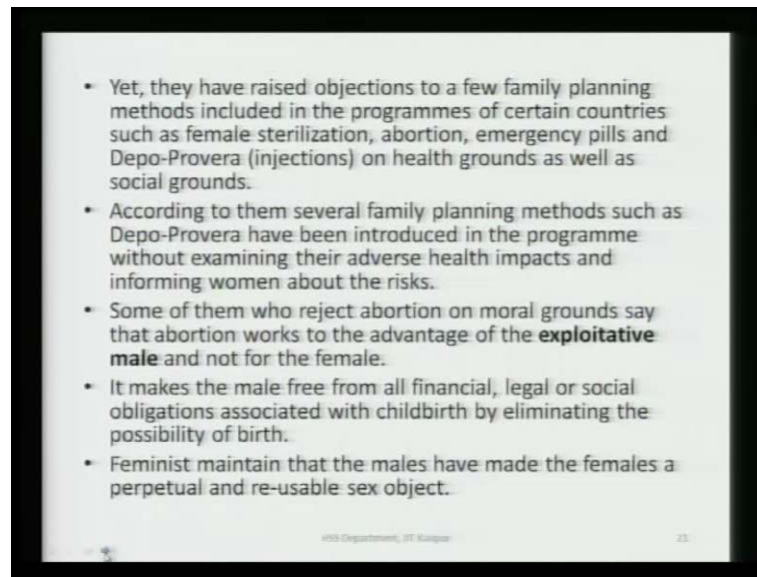 • Yet, they have raised objections to a few family planning
methods included in the programmes of certain countries
such as female sterilization, abortion, emergency pills and
Depo-Provera (injections) on health grounds as well as
social grounds.
• According to them several family planning methods such as
Depo-Provera have been introduced in the programme
without examining their adverse health impacts and
informing women about the risks.
• Some of them who reject abortion on moral grounds say
that abortion works to the advantage of the exploitative
male and not for the female.
• It makes the male free from all financial, legal or social
obligations associated with childbirth by eliminating the
possibility of birth.
• Feminist maintain that the males have made the females a
perpetual and re-usable sex object.
HSS Department, IIT Kanpur
21